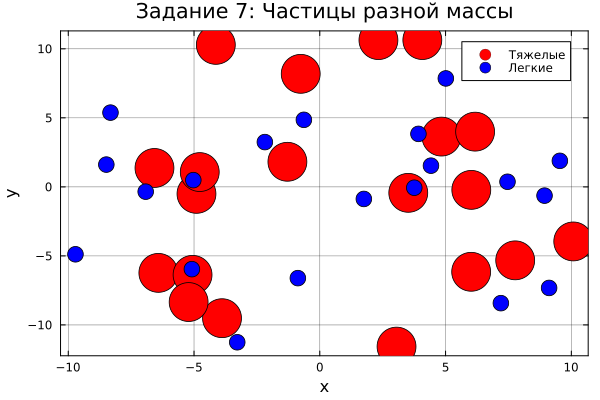 Задание 7: Частицы разной массы
Тяжелые
Легкие
10
5
0
−5
−10
y
−10 −5 0 5 10
x